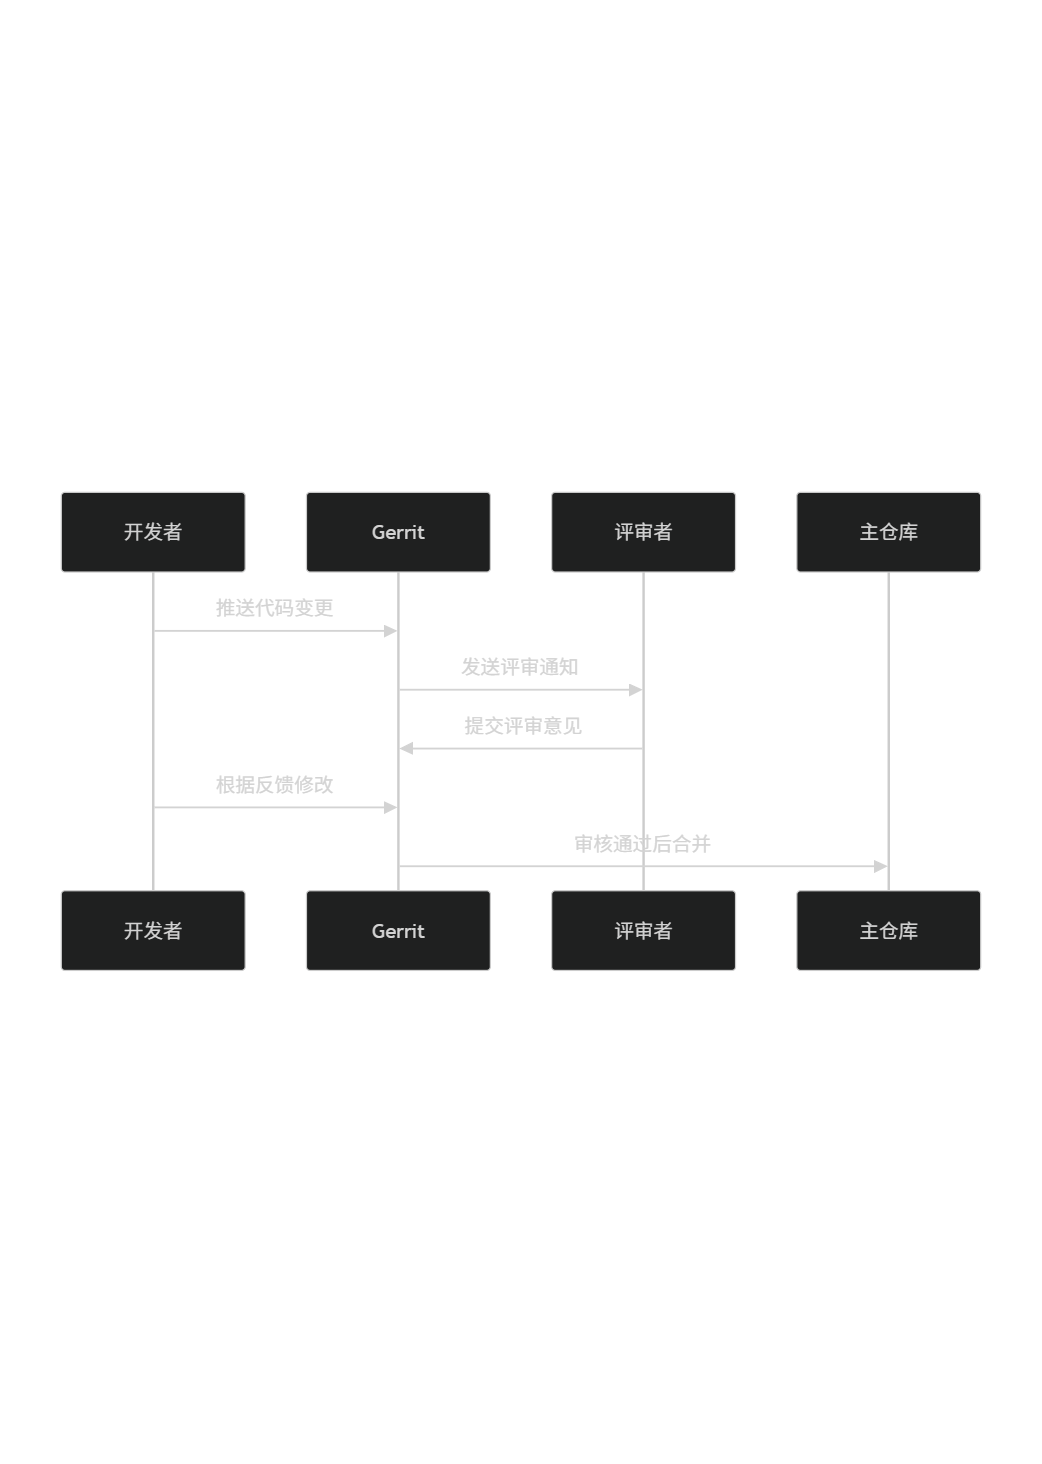 开发者
Gerrit
评审者
主仓库
推送代码变更
发送评审通知
提交评审意见
根据反馈修改
审核通过后合并
开发者
Gerrit
评审者
主仓库